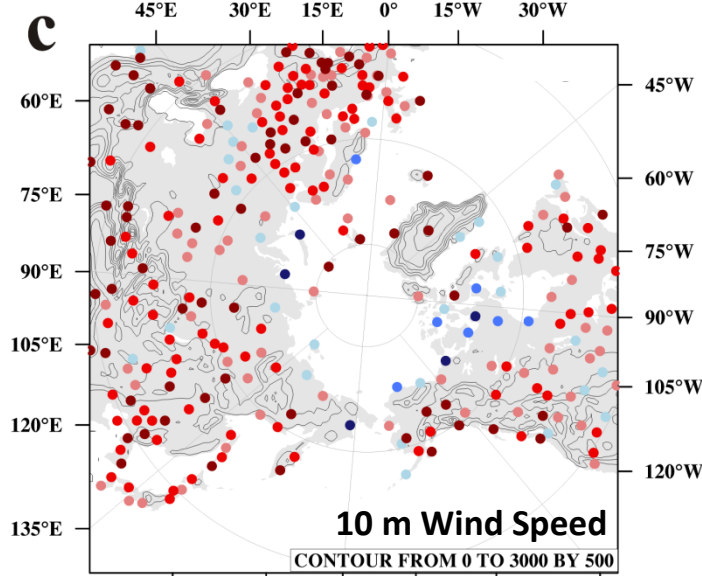 c
45°E 30°E 15°E 0° 15°W 30°W
60°E
75°E
90°E
105°E
120°E
135°E
45°W
60°W
75°W
90°W
105°W
120°W
10 m Wind Speed
CONTOUR FROM 0 TO 3000 BY 500